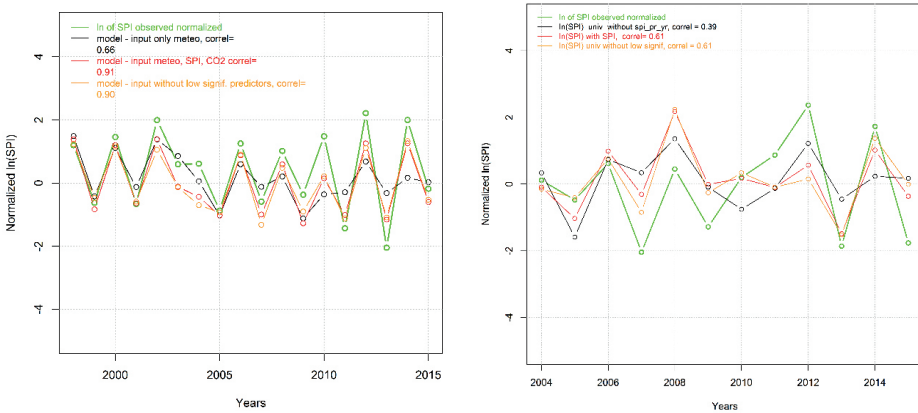 ln of SPI observed normalized
model - input only meteo, correl=
0.66
model - input meteo, SPI, CO2 correl=
0.91
model - input without low signif. predictors, correl=
0.90
4
2
0
-2
-4
Normalized ln(SPI)
2000
2005
2010
2015
Years
ln of SPI observed normalized
ln(SPI) univ without spi_pr_yr, correl = 0.39
ln(SPI) with SPI, correl= 0.61
ln(SPI) univ without low signif, correl = 0.61
4
2
0
-2
-4
Normalized ln(SPI)
2004
2006
2008
2010
2012
2014
Years